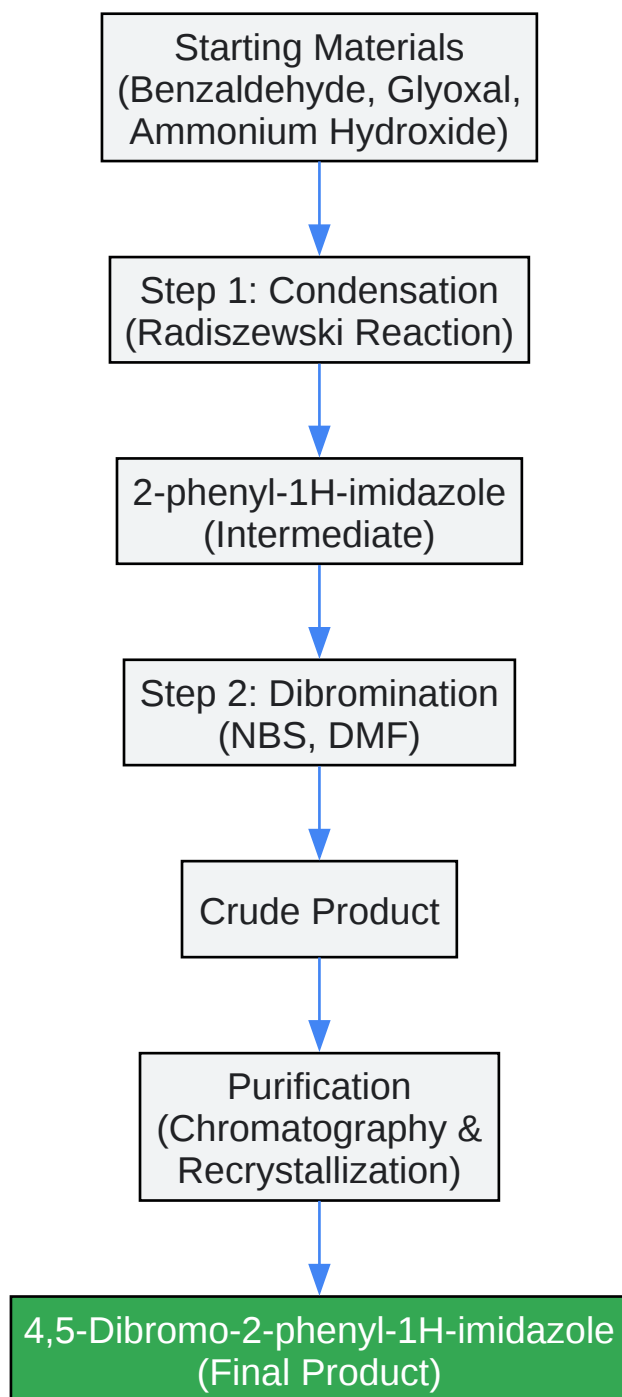 Starting Materials
(Benzaldehyde, Glyoxal,
Ammonium Hydroxide)
Step 1: Condensation
(Radiszewski Reaction)
2-phenyl-1H-imidazole
(Intermediate)
Step 2: Dibromination
(NBS, DMF)
Crude Product
Purification
(Chromatography &
Recrystallization)
4,5-Dibromo-2-phenyl-1H-imidazole
(Final Product)